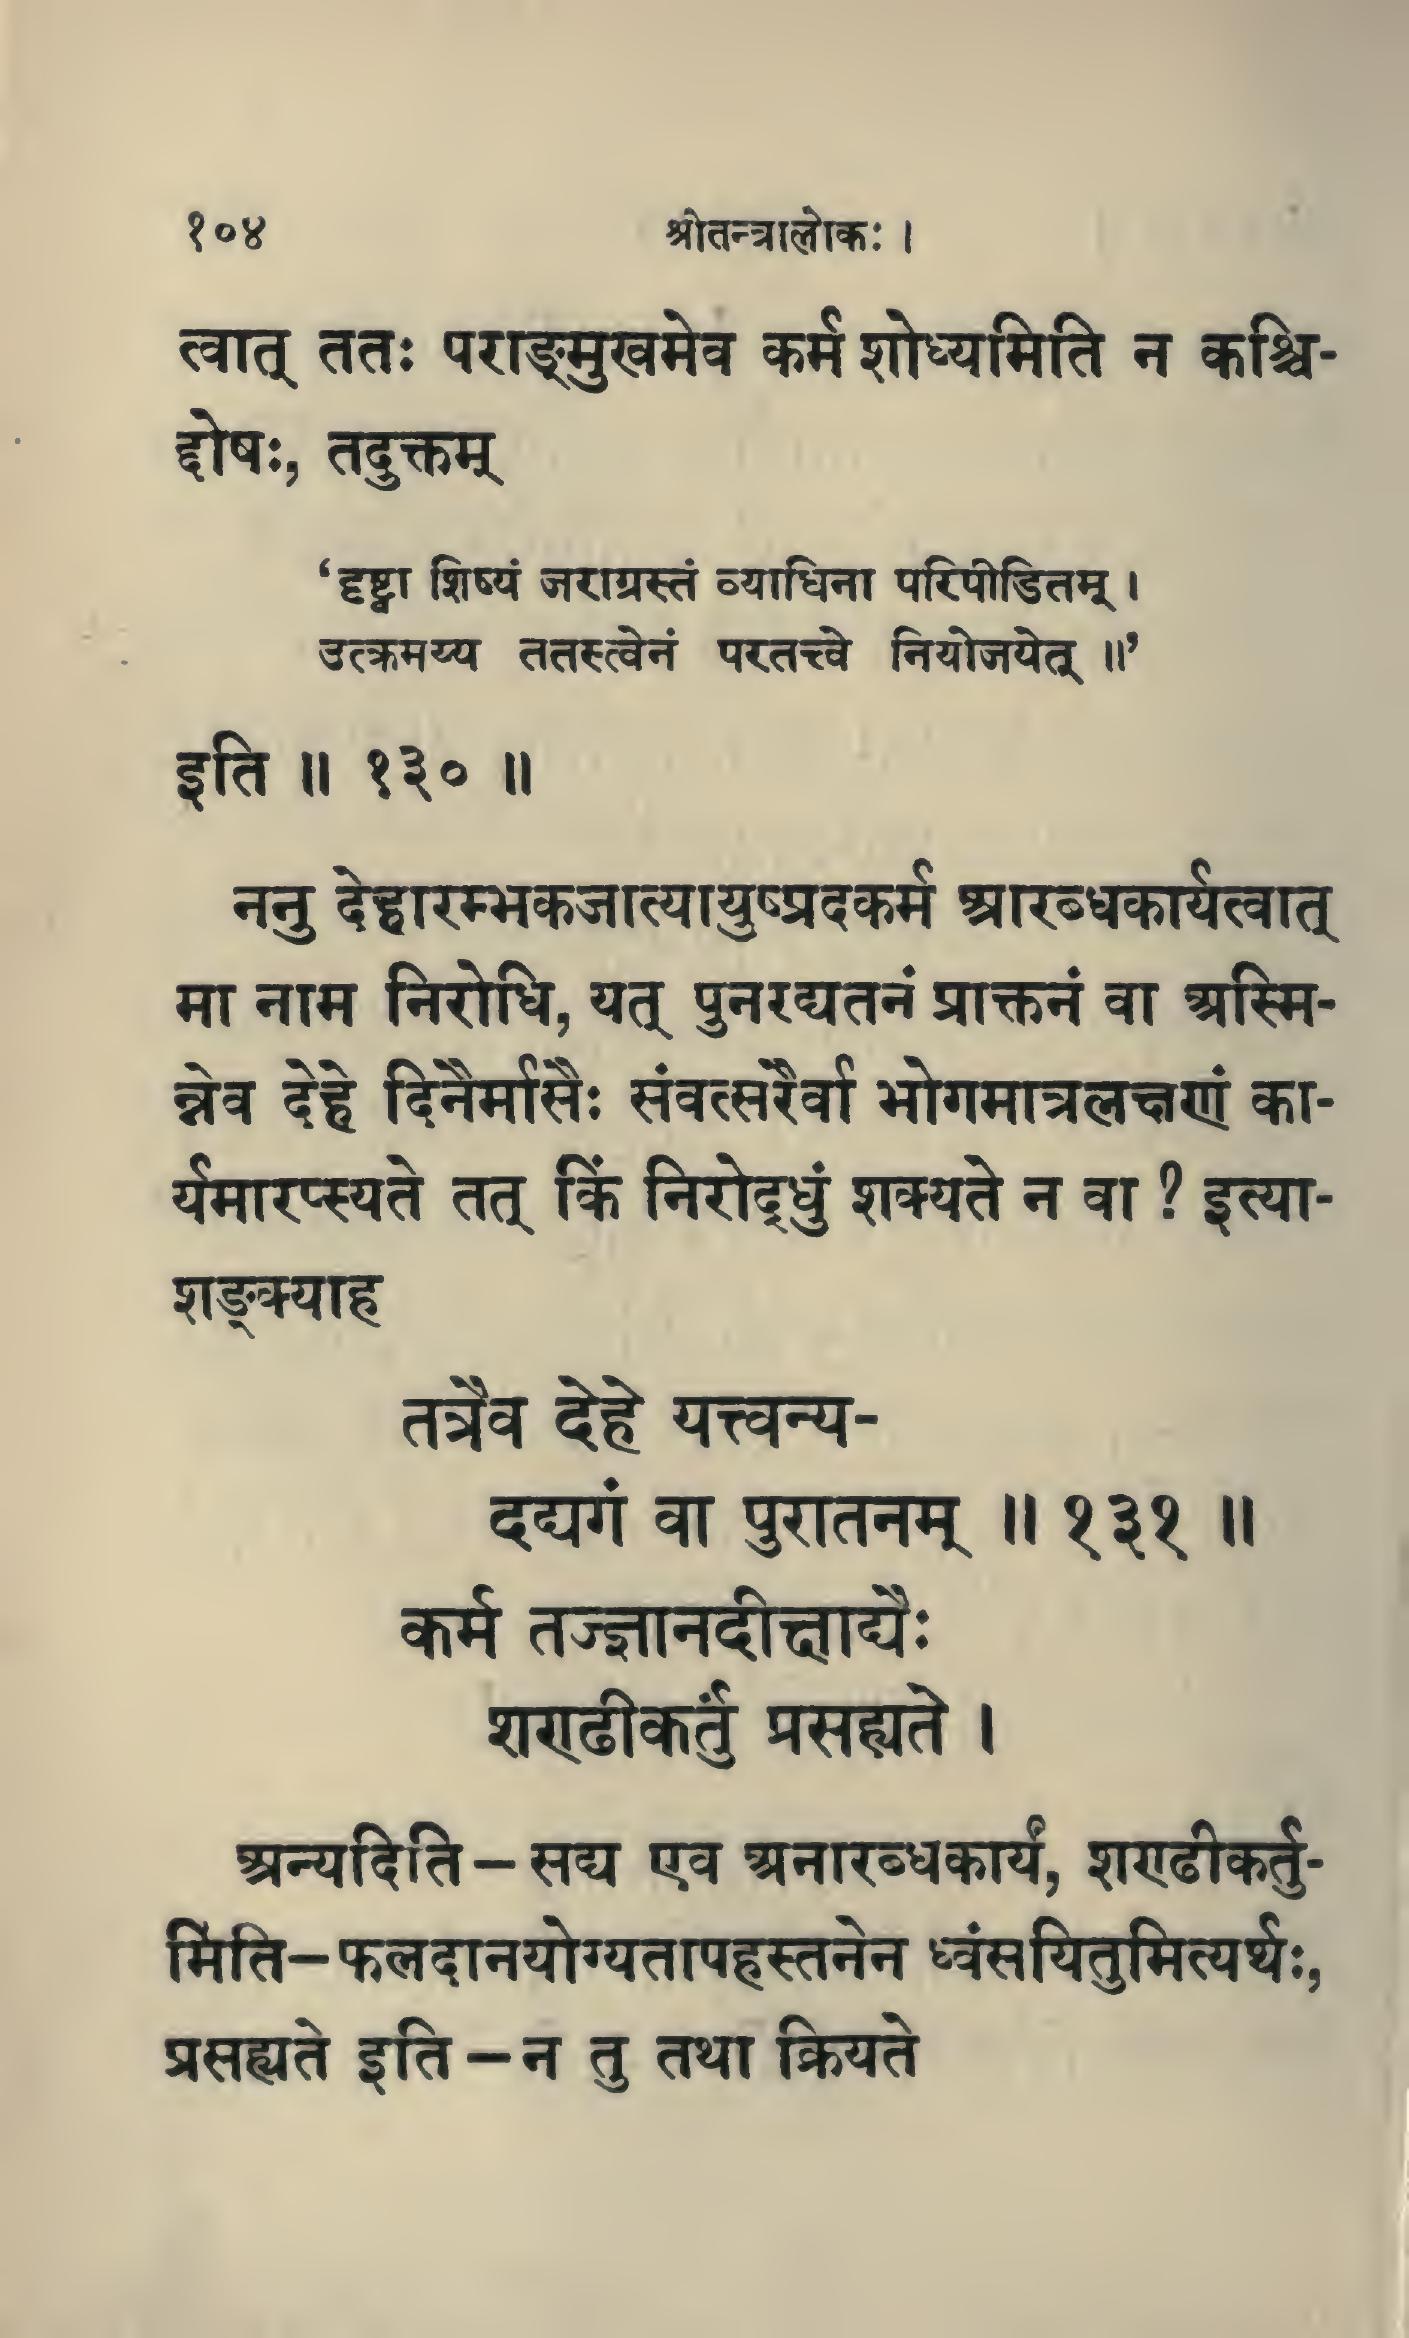 १०४ श्रीतन्त्रालोकः ।
त्वात् ततः पराङ्मुखमेव कर्म शोध्यमिति न कश्चि-
द्दोषः, तदुक्तम्
‘दृष्ट्वा शिष्यं जराग्रस्तं व्याधिना परिपीडितम् ।
उत्क्रमय्य ततस्त्वेनं परतत्त्वे नियोजयेत् ॥’
इति ॥ १३० ॥
ननु देहारम्भकजात्यायुष्प्रदकर्म आरब्धकार्यत्वात्
मा नाम निरोधि, यत् पुनरद्यतनं प्राक्तनं वा अस्मि-
न्नेव देहे दिनैर्मासैः संवत्सरैर्वा भोगमात्रलक्षणं का-
र्यमारप्स्यते तत् किं निरोद्धुं शक्यते न वा ? इत्या-
शङ्क्याह
तत्रैव देहे यत्त्वन्य-
दद्यगं वा पुरातनम् ॥ १३१ ॥
कर्म तज्ज्ञानदीक्षाद्यैः
शण्ढीकर्तुं प्रसह्यते ।
अन्यदिति – सद्य एव अनारब्धकार्यं, शण्ढीकर्तु-
मिति – फलदानयोग्यतापहस्तनेन ध्वंसयितुमित्यर्थः,
प्रसह्यते इति – न तु तथा क्रियते